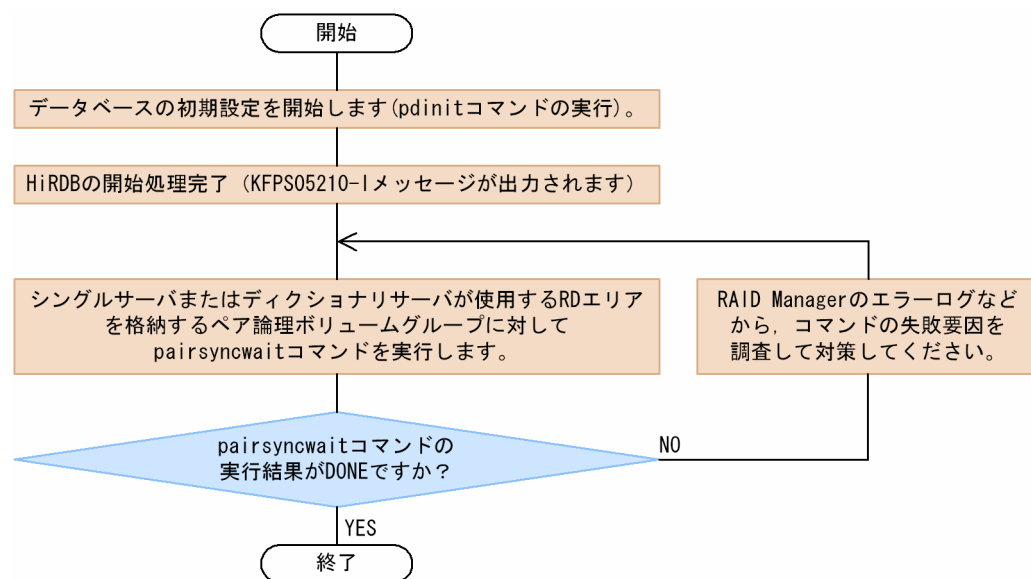 開始
データベースの初期設定を開始します(pdinitコマンドの実行)。
HiRDBの開始処理完了（KFPS05210-Iメッセージが出力されます）
シングルサーバまたはディクショナリサーバが使用するRDエリア
を格納するペア論理ボリュームグループに対して
pairsyncwaitコマンドを実行します。
RAID Managerのエラーログなど
から，コマンドの失敗要因を
調査して対策してください。
pairsyncwaitコマンドの
実行結果がDONEですか？
NO
YES
終了